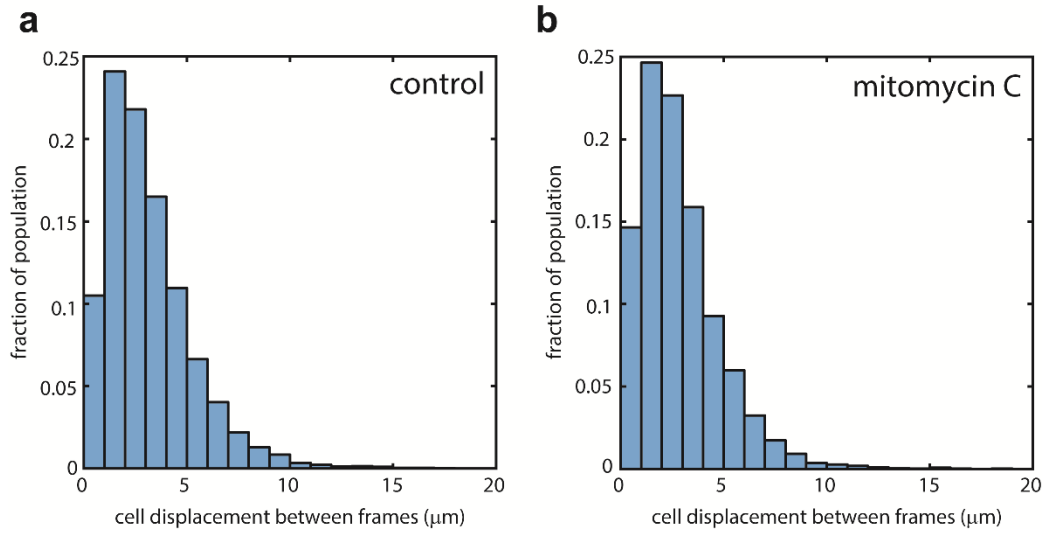 a
control
fraction of population
0.25
0.2
0.15
0.1
0.05
0
0 5 10 15 20
cell displacement between frames (μm)
b
mitomycin C
fraction of population
0.25
0.2
0.15
0.1
0.05
0
0 5 10 15 20
cell displacement between frames (μm)